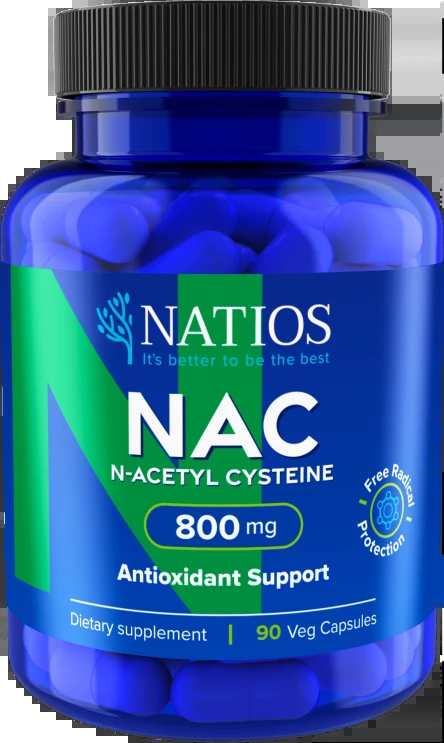 NATIOS
It's better to be the best
NAC
N-ACETYL CYSTEINE
800 mg
Free Radical
Protection
Antioxidant Support
Dietary supplement | 90 Veg Capsules